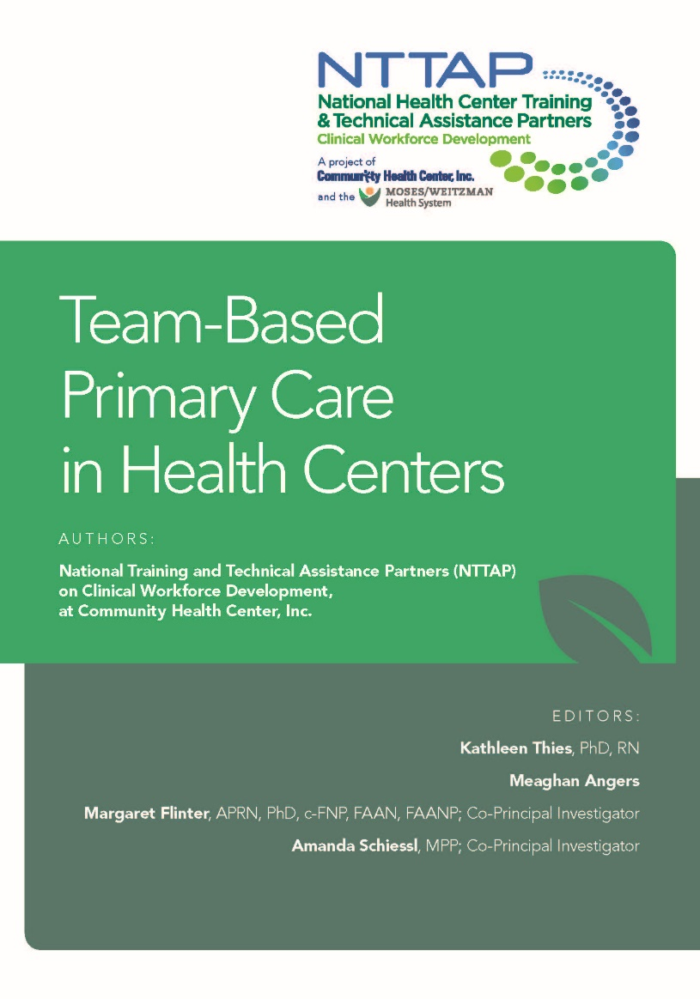 NTTAP
National Health Center Training
& Technical Assistance Partners
Clinical Workforce Development
A project of
Community Health Center, Inc.
and the MOSES/WEITZMAN
Health System
Team-Based
Primary Care
in Health Centers
AUTHORS:
National Training and Technical Assistance Partners (NTTAP)
on Clinical Workforce Development,
at Community Health Center, Inc.
EDITORS:
Kathleen Thies, PhD, RN
Meaghan Angers
Margaret Flinter, APRN, PhD, c-FNP, FAAN, FAANP; Co-Principal Investigator
Amanda Schiessl, MPP; Co-Principal Investigator